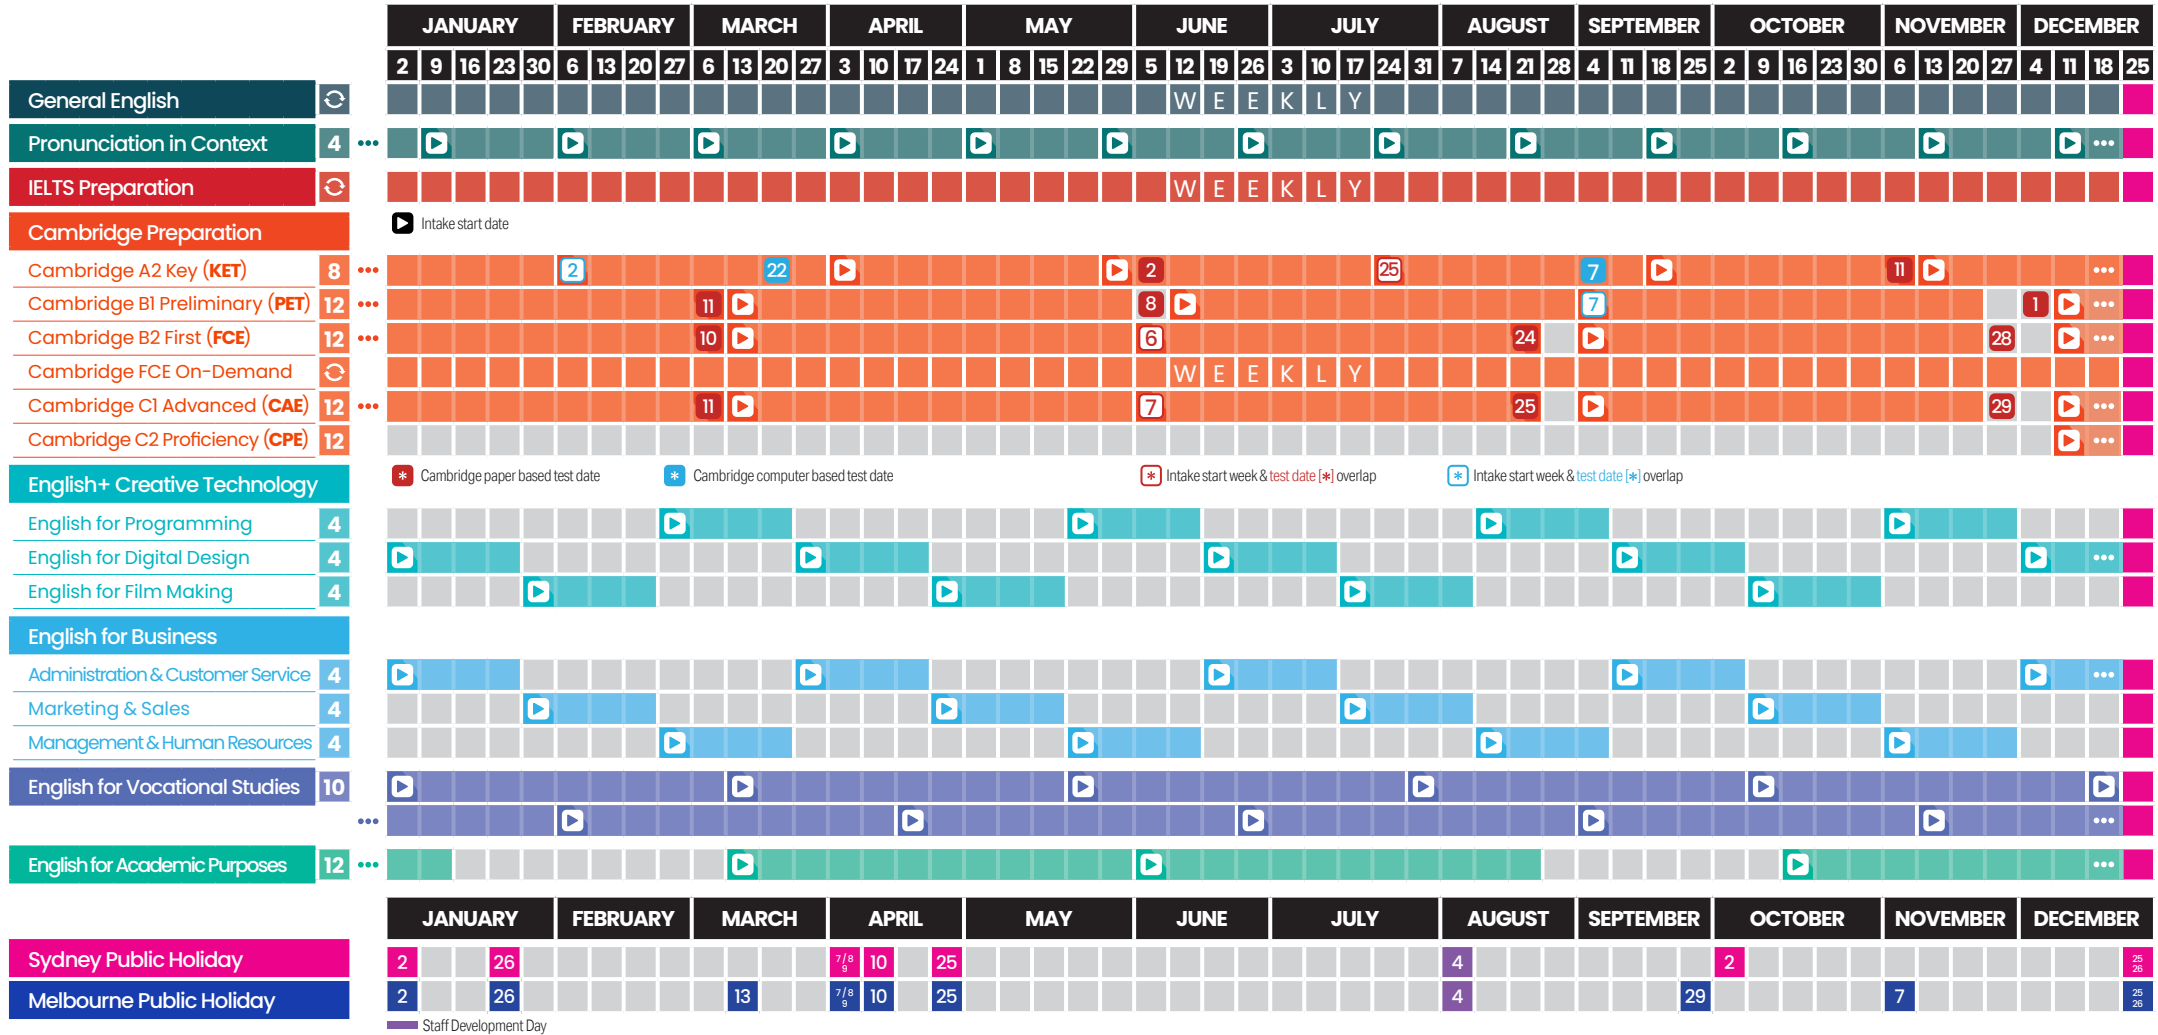 JANUARY FEBRUARY MARCH APRIL MAY JUNE JULY AUGUST SEPTEMBER OCTOBER NOVEMBER DECEMBER
2 9 16 23 30 6 13 20 27 6 13 20 27 3 10 17 24 1 8 15 22 29 5 12 19 26 3 10 17 24 31 7 14 21 28 4 11 18 25 2 9 16 23 30 6 13 20 27 4 11 18 25
General English W E E K L Y
Pronunciation in Context 4 ••• •••
IELTS Preparation W E E K L Y
Intake start date
Cambridge Preparation
Cambridge A2 Key (KET) 8 ••• 2 22 2 25 7 11 •••
Cambridge B1 Preliminary (PET) 12 ••• 11 8 7 1 •••
Cambridge B2 First (FCE) 12 ••• 10 6 24 28 •••
Cambridge FCE On-Demand W E E K L Y
Cambridge C1 Advanced (CAE) 12 ••• 11 7 25 29 •••
Cambridge C2 Proficiency (CPE) 12 •••
* Cambridge paper based test date * Cambridge computer based test date * Intake start week & test date [*] overlap * Intake start week & test date [*] overlap
English+ Creative Technology
English for Programming 4
English for Digital Design 4 •••
English for Film Making 4
English for Business
Administration & Customer Service 4 •••
Marketing & Sales 4
Management & Human Resources 4
English for Vocational Studies 10
••• •••
English for Academic Purposes 12 ••• •••
JANUARY FEBRUARY MARCH APRIL MAY JUNE JULY AUGUST SEPTEMBER OCTOBER NOVEMBER DECEMBER
Sydney Public Holiday 2 26 7/8 9 10 25 4 2 25 26
Melbourne Public Holiday 2 26 13 7/8 9 10 25 4 29 7 25 26
Staff Development Day